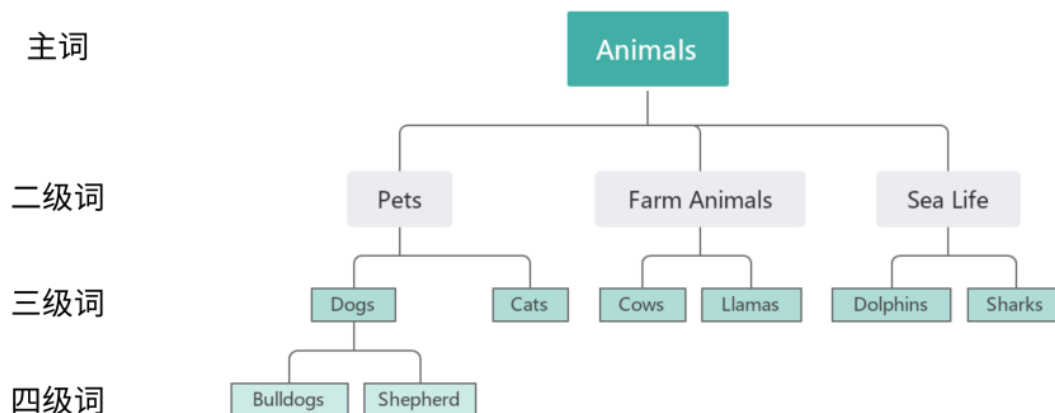 主词
Animals
二级词
Pets
Farm Animals
Sea Life
三级词
Dogs
Cats
Cows
Llamas
Dolphins
Sharks
四级词
Bulldogs
Shepherd